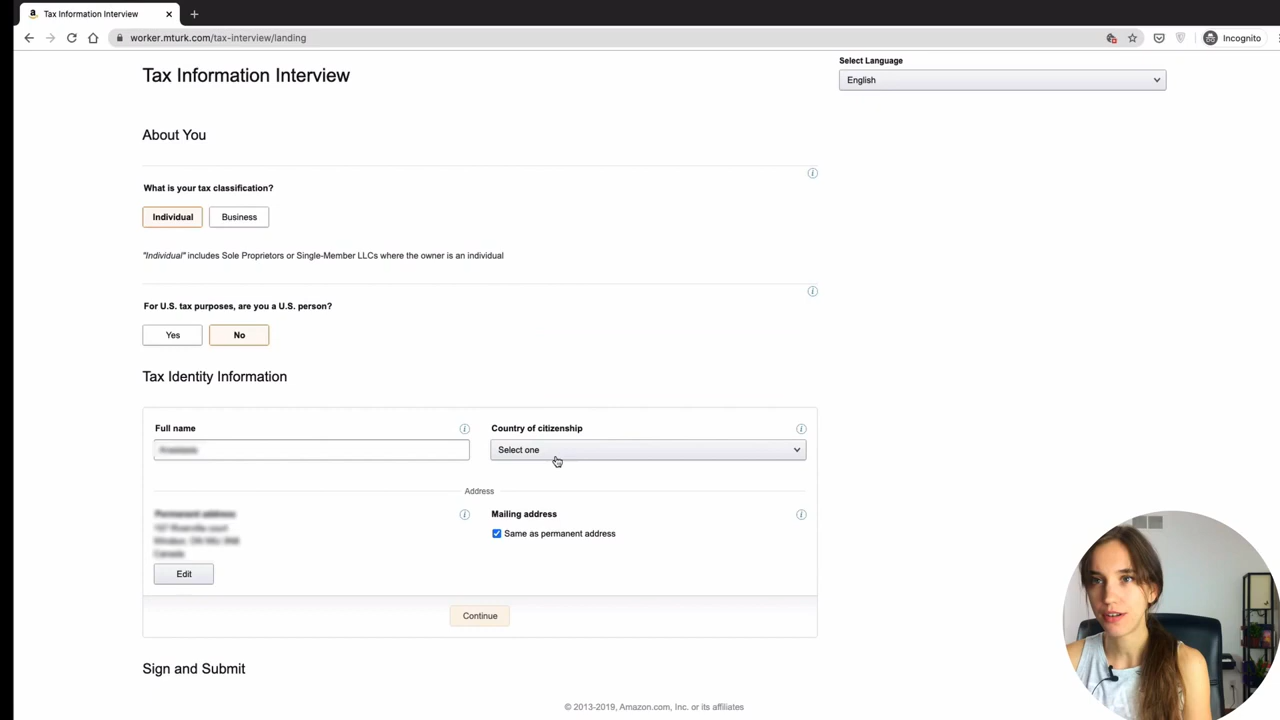 Tax Information Interview
worker.mturk.com/tax-interview/landing
Incognito
Tax Information Interview
Select Language
English
About You
What is your tax classification?
Individual
Business
"Individual" includes Sole Proprietors or Single-Member LLCs where the owner is an individual
For U.S. tax purposes, are you a U.S. person?
Yes
No
Tax Identity Information
Full name
Country of citizenship
Select one
Address
Mailing address
Same as permanent address
Edit
Continue
Sign and Submit
© 2013-2019, Amazon.com, Inc. or its affiliates